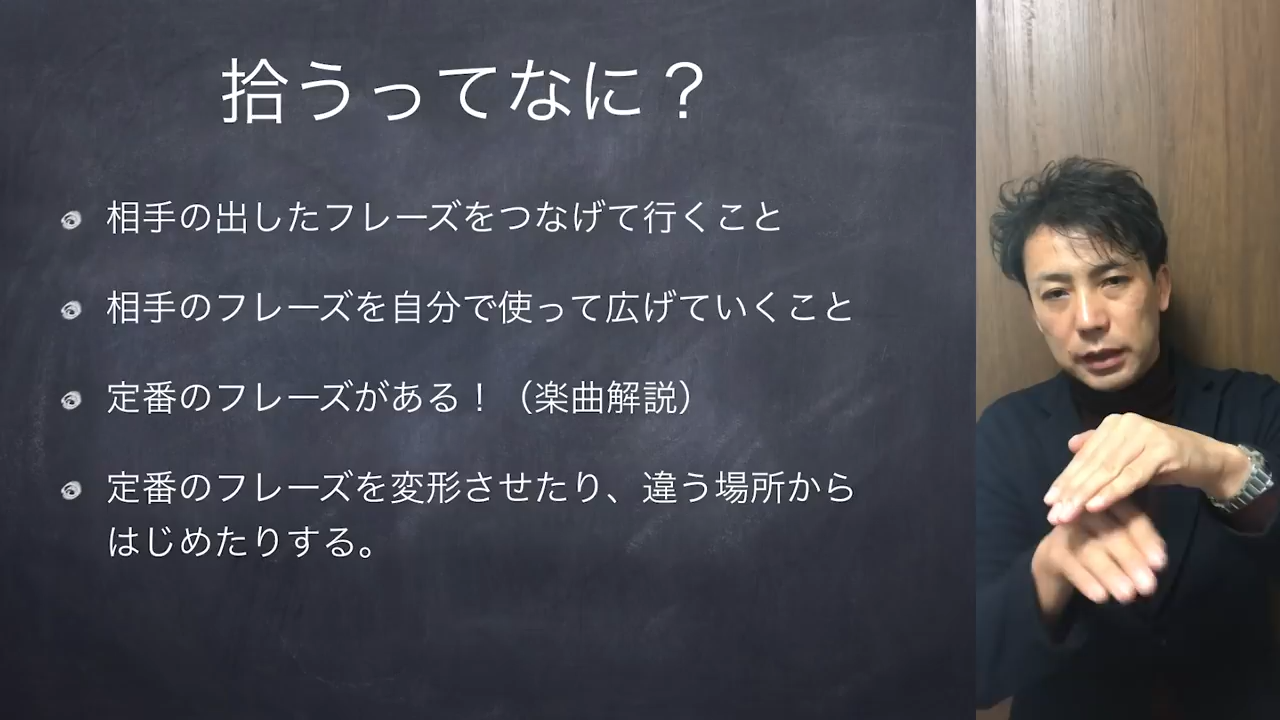 拾うってなに？
相手の出したフレーズをつなげて行くこと
相手のフレーズを自分で使って広げていくこと
定番のフレーズがある！（楽曲解説）
定番のフレーズを変形させたり、違う場所から
はじめたりする。